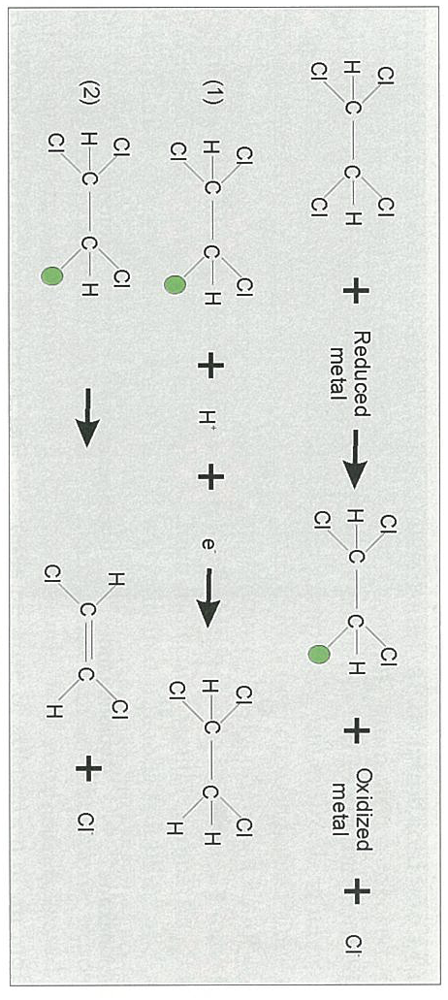 Cl Cl Cl Cl
H—C—C—H + Reduced metal → H—C—C—H + Oxidized metal + Cl⁻
Cl Cl Cl
Cl Cl Cl Cl
(1) H—C—C—H + H⁺ + e⁻ → H—C—C—H
Cl Cl H
Cl Cl H Cl
(2) H—C—C—H → C=C + Cl⁻
Cl Cl H